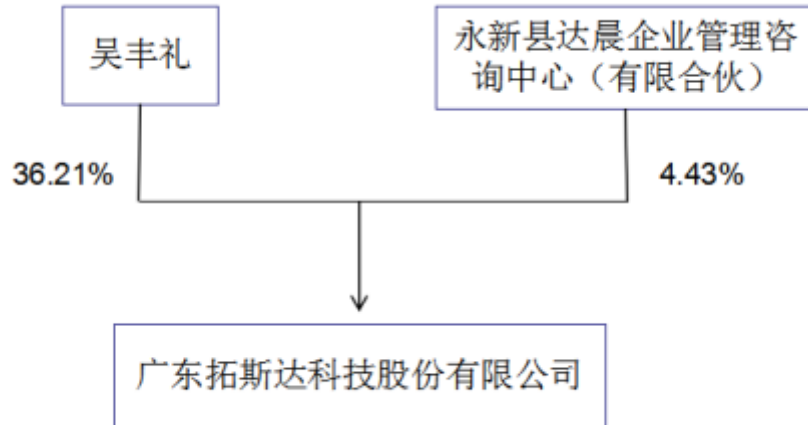 吴丰礼
永新县达晨企业管理咨
询中心（有限合伙）
36.21%
4.43%
广东拓斯达科技股份有限公司